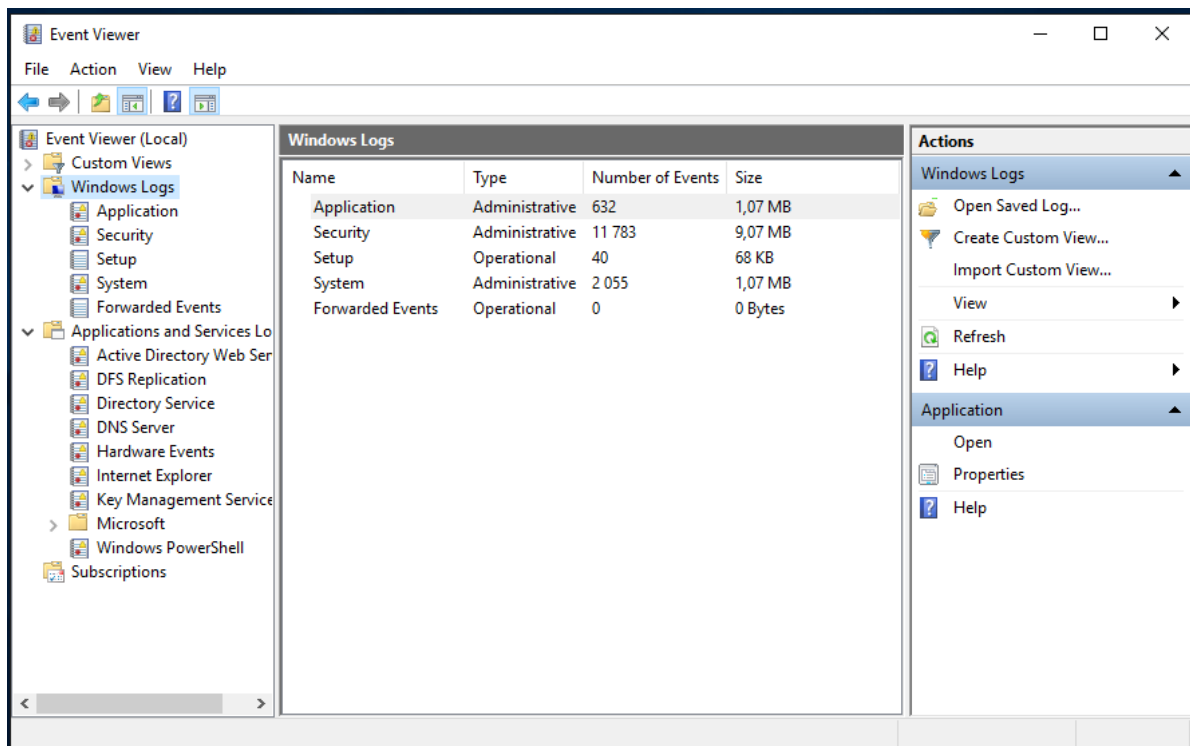 Event Viewer
File Action View Help
Event Viewer (Local)
Custom Views
Windows Logs
Application
Security
Setup
System
Forwarded Events
Applications and Services Lo
Active Directory Web Ser
DFS Replication
Directory Service
DNS Server
Hardware Events
Internet Explorer
Key Management Service
Microsoft
Windows PowerShell
Subscriptions
Windows Logs
Name Type Number of Events Size
Application Administrative 632 1,07 MB
Security Administrative 11 783 9,07 MB
Setup Operational 40 68 KB
System Administrative 2 055 1,07 MB
Forwarded Events Operational 0 0 Bytes
Actions
Windows Logs
Open Saved Log...
Create Custom View...
Import Custom View...
View
Refresh
Help
Application
Open
Properties
Help